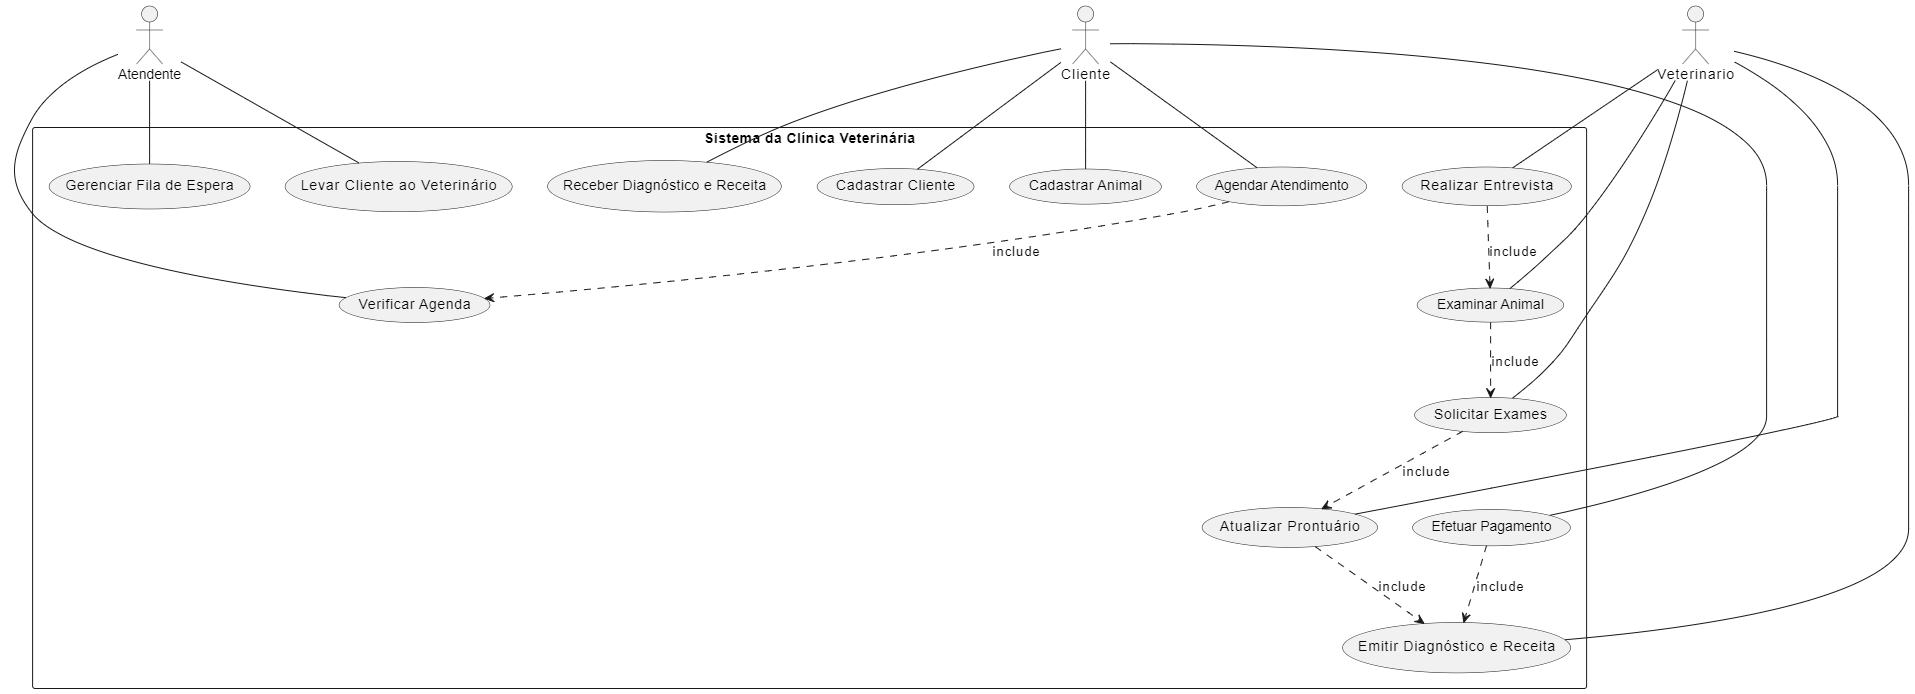 Atendente
Cliente
Veterinario
Sistema da Clínica Veterinária
Gerenciar Fila de Espera
Levar Cliente ao Veterinário
Receber Diagnóstico e Receita
Cadastrar Cliente
Cadastrar Animal
Agendar Atendimento
Realizar Entrevista
include
include
Verificar Agenda
Examinar Animal
include
Solicitar Exames
include
Atualizar Prontuário
Efetuar Pagamento
include
include
Emitir Diagnóstico e Receita